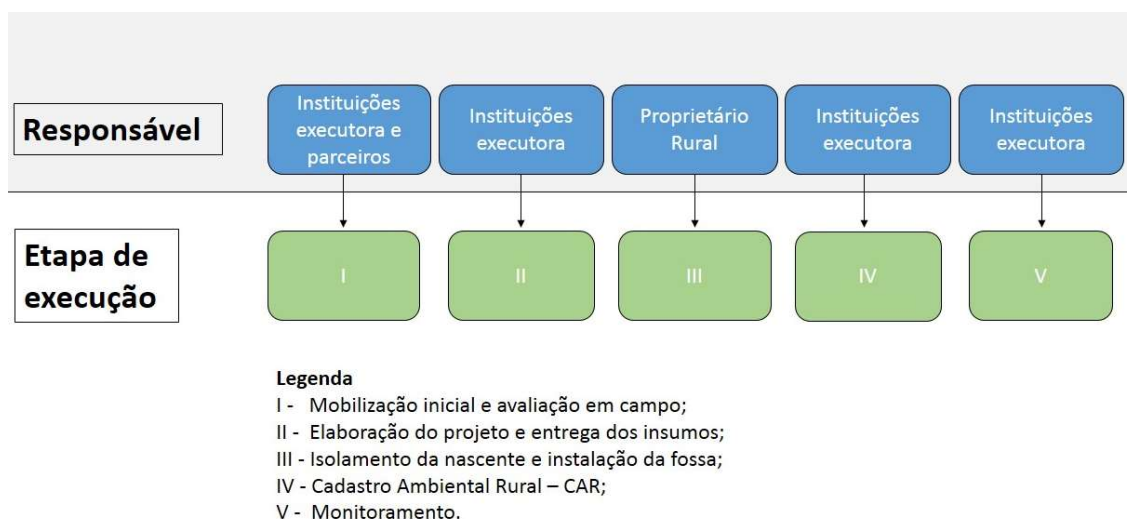 Responsável
Instituições
executora e
parceiros
Instituições
executora
Proprietário
Rural
Instituições
executora
Instituições
executora
Etapa de
execução
I
II
III
IV
V
Legenda
I - Mobilização inicial e avaliação em campo;
II - Elaboração do projeto e entrega dos insumos;
III - Isolamento da nascente e instalação da fossa;
IV - Cadastro Ambiental Rural – CAR;
V - Monitoramento.